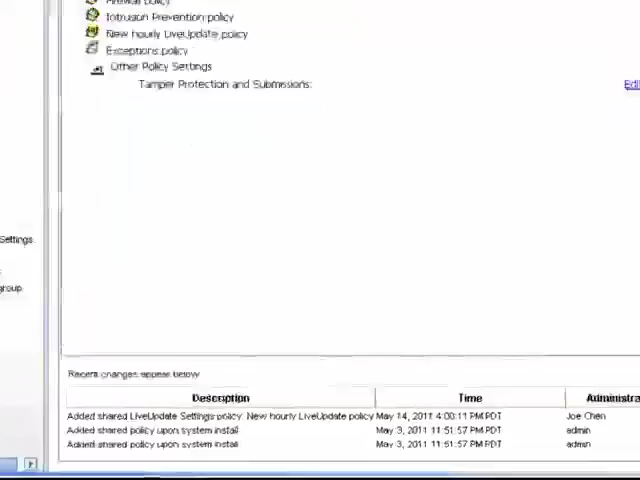 Firewall policy
Intrusion Prevention policy
New hourly LiveUpdate policy
Exceptions policy
Other Policy Settings
Tamper Protection and Submissions:
Settings
group
Recent changes appear below
Description Time
Added shared LiveUpdate Settings policy: New hourly LiveUpdate policy May 14, 2011 4:00:11 PM PDT Joe Chen
Added shared policy upon system install May 3, 2011 11:51:57 PM PDT admin
Added shared policy upon system install May 3, 2011 11:51:57 PM PDT admin